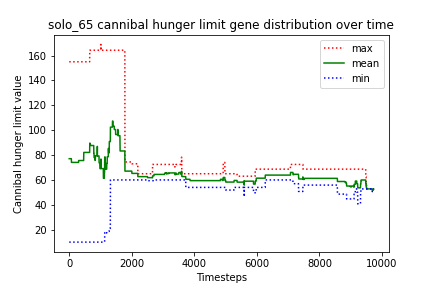 solo_65 cannibal hunger limit gene distribution over time
Cannibal hunger limit value
160
140
120
100
80
60
40
20
max
mean
min
0
2000
4000
6000
8000
10000
Timesteps